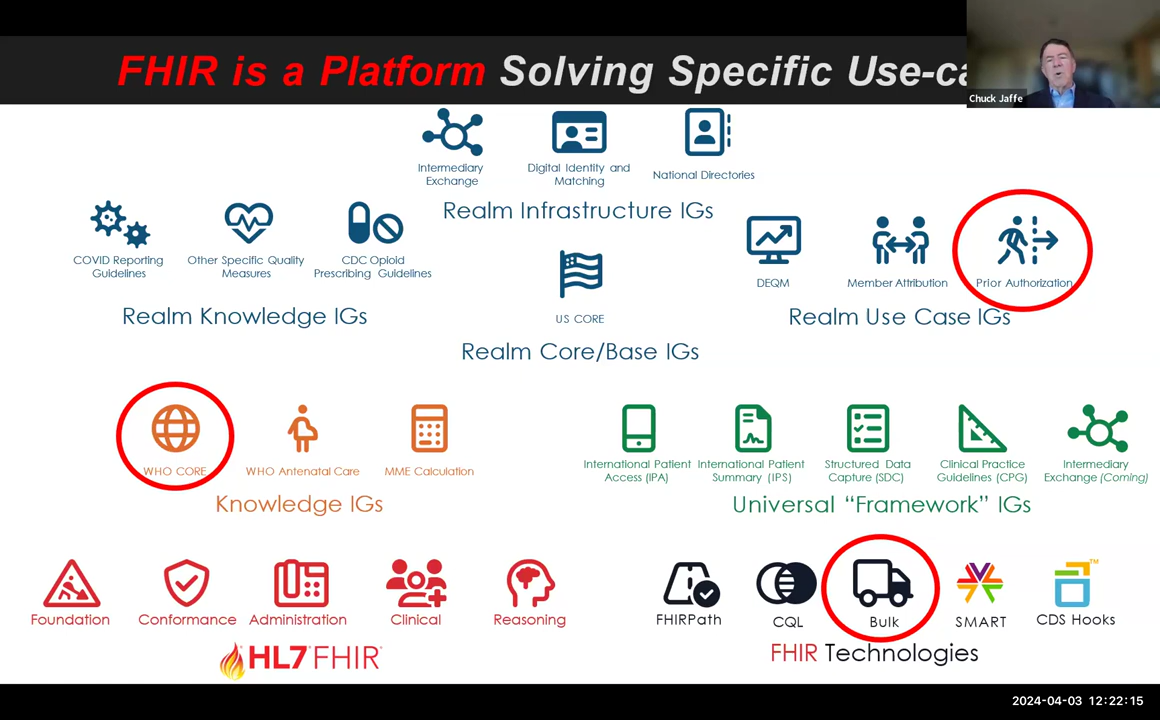 FHIR is a Platform Solving Specific Use-ca
Chuck Jaffe
Intermediary
Exchange
Digital Identity and
Matching
National Directories
Realm Infrastructure IGs
COVID Reporting
Guidelines
Other Specific Quality
Measures
CDC Opioid
Prescribing Guidelines
Realm Knowledge IGs
US CORE
Realm Core/Base IGs
DEQM
Member Attribution
Prior Authorization
Realm Use Case IGs
WHO CORE
WHO Antenatal Care
MME Calculation
Knowledge IGs
International Patient
Access (IPA)
International Patient
Summary (IPS)
Structured Data
Capture (SDC)
Clinical Practice
Guidelines (CPG)
Intermediary
Exchange (Coming)
Universal “Framework” IGs
Foundation
Conformance
Administration
Clinical
Reasoning
HL7 FHIR
FHIRPath
CQL
Bulk
SMART
CDS Hooks
TM
FHIR Technologies
2024-04-03 12:22:15